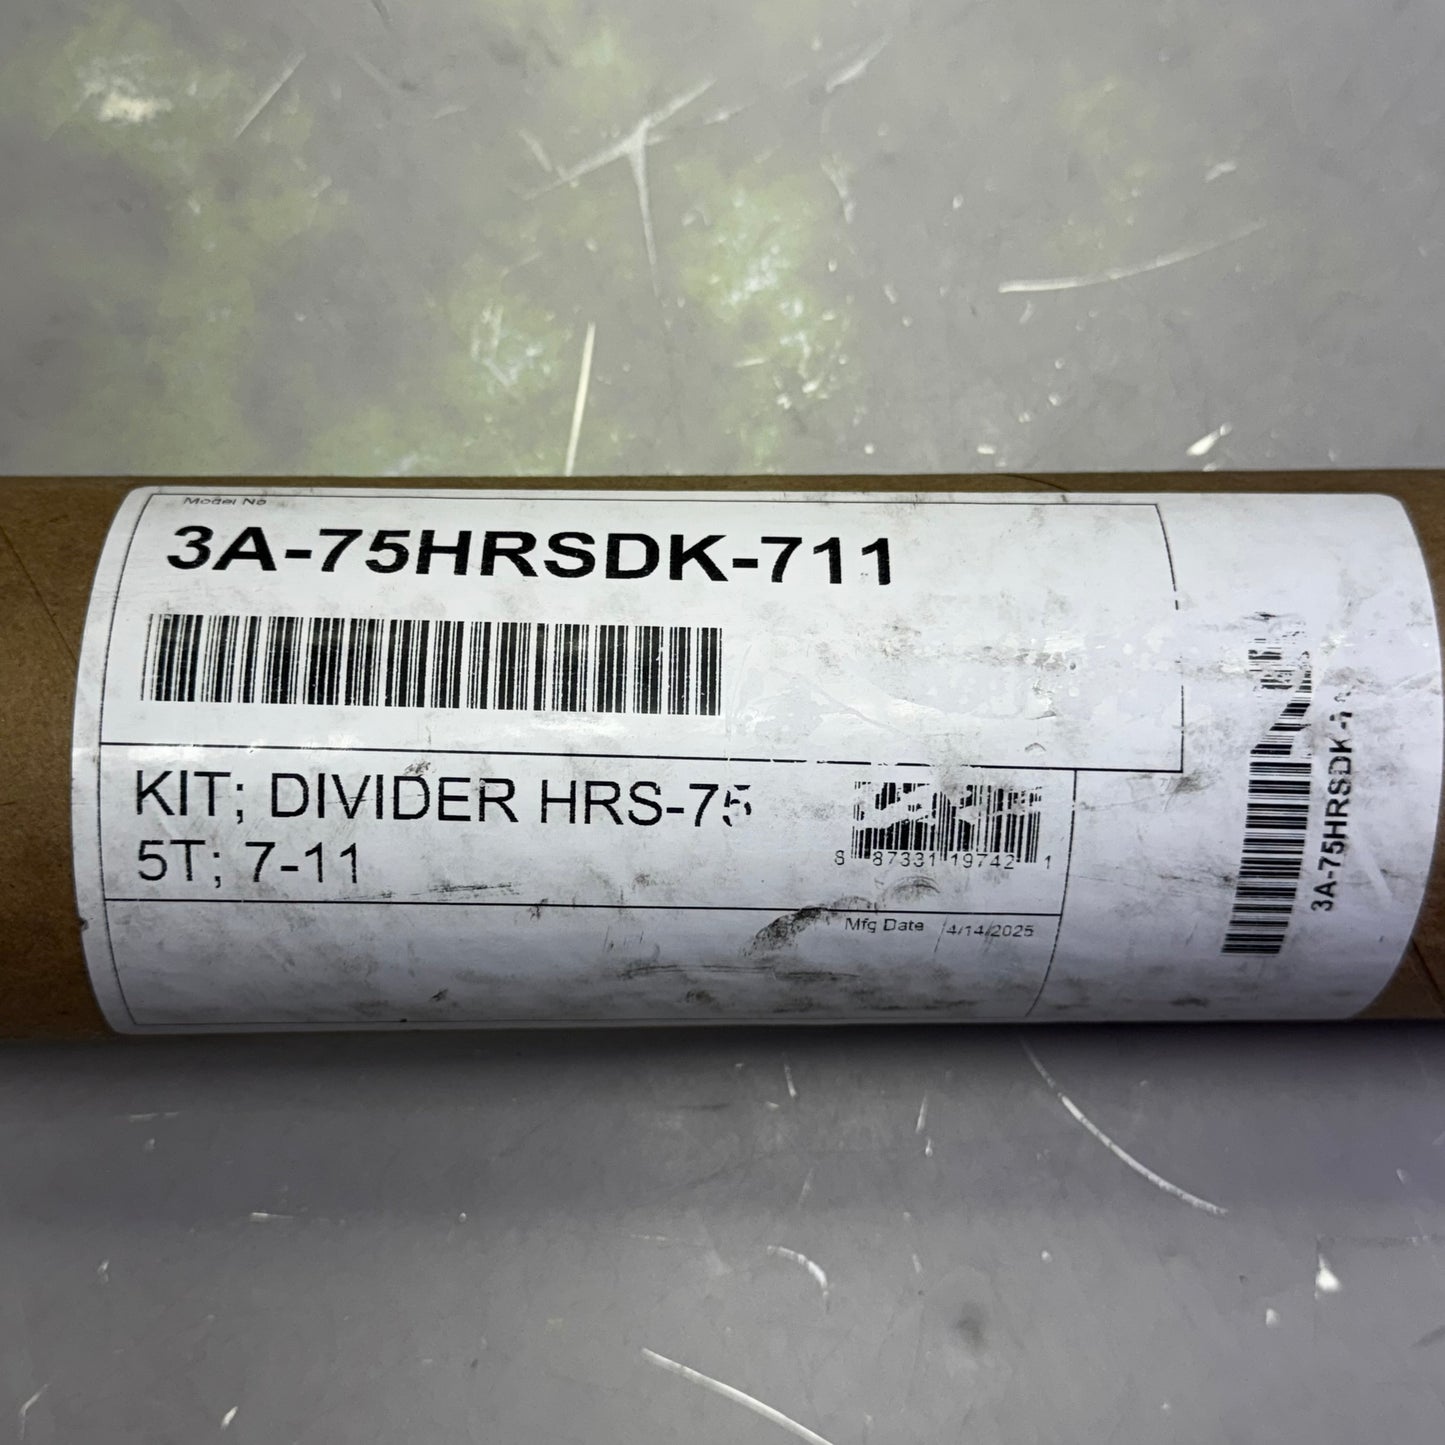 Model No
3A-75HRSDK-711
KIT; DIVIDER HRS-75
5T; 7-11
8 87331 19742 1
Mfg Date 4/14/2025
3A-75HRSDK-7